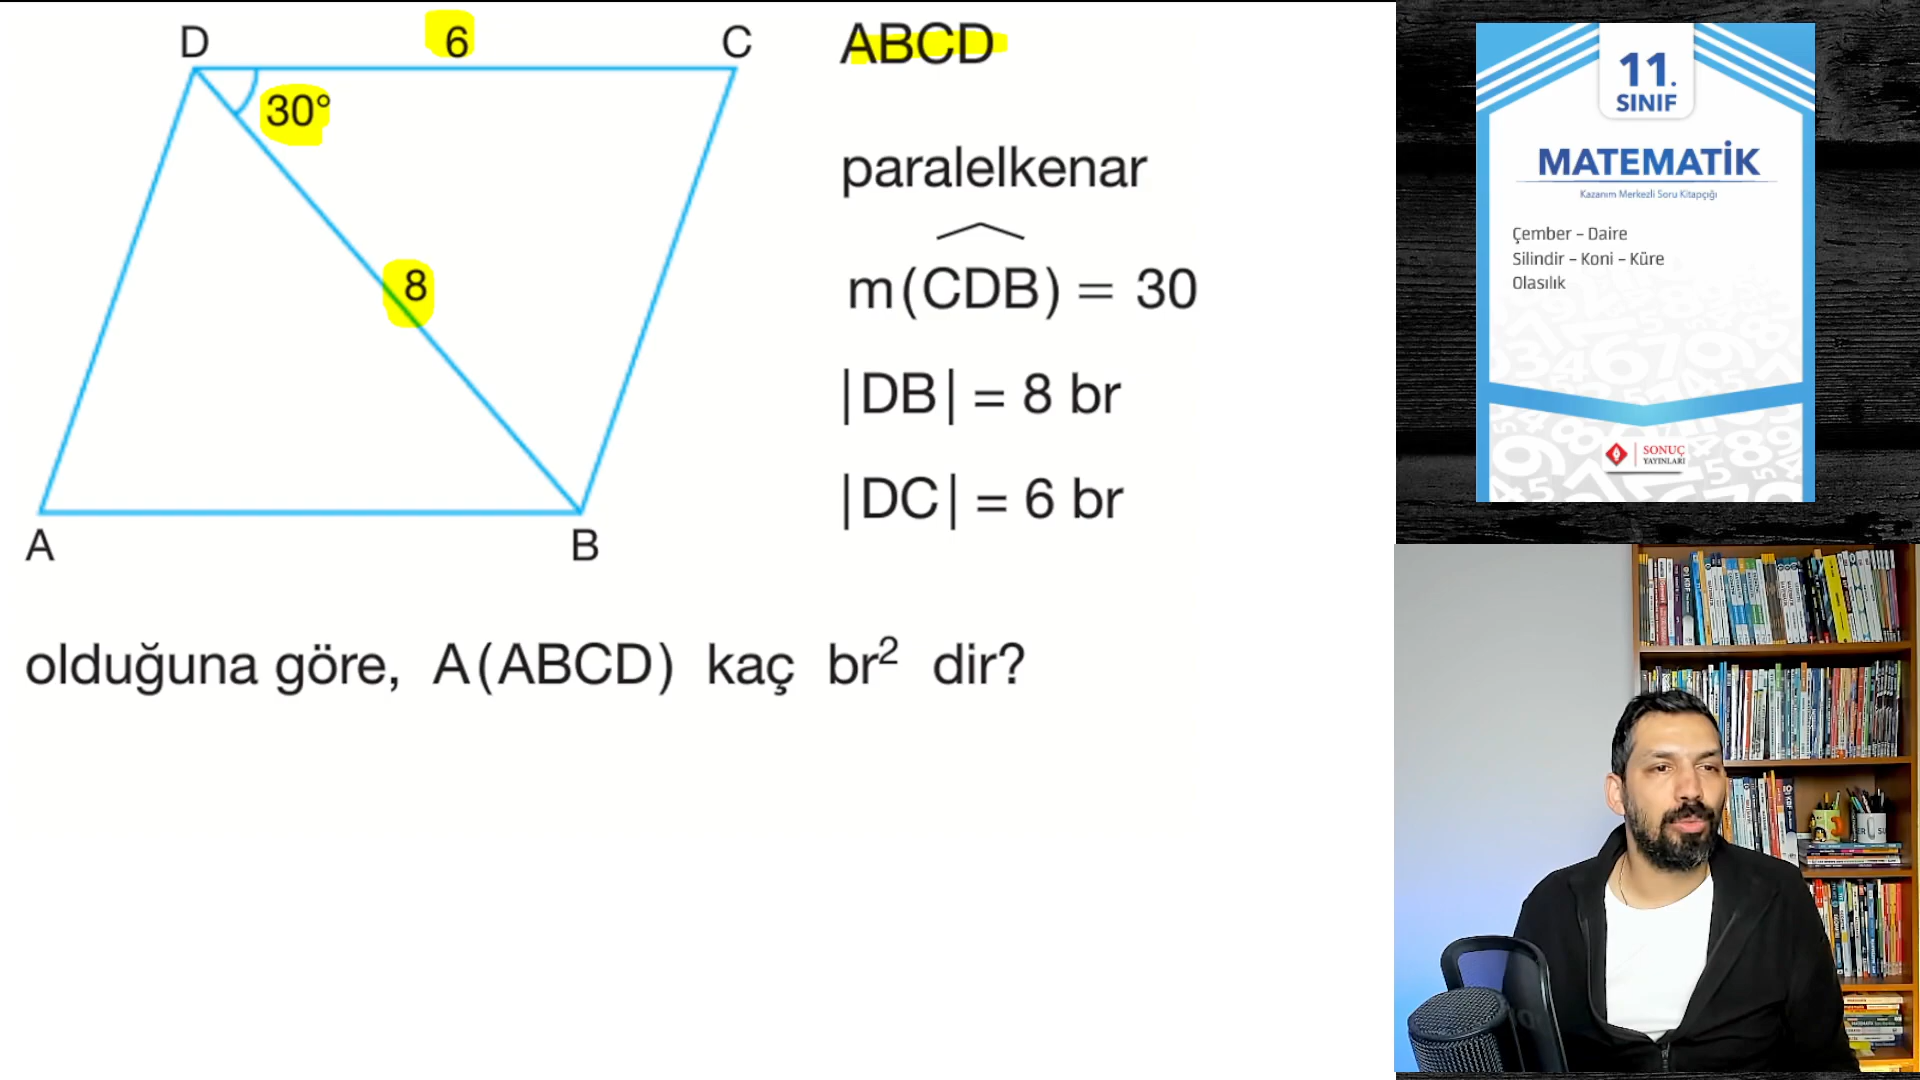 D 6 C
30°
8
A B
ABCD
paralelkenar
m(CDB) = 30
|DB| = 8 br
|DC| = 6 br
olduğuna göre, A(ABCD) kaç br² dir?
11.
SINIF
MATEMATİK
Kazanım Merkezli Soru Kitapçığı
Çember – Daire
Silindir – Koni – Küre
Olasılık
SONUÇ
YAYINLARI